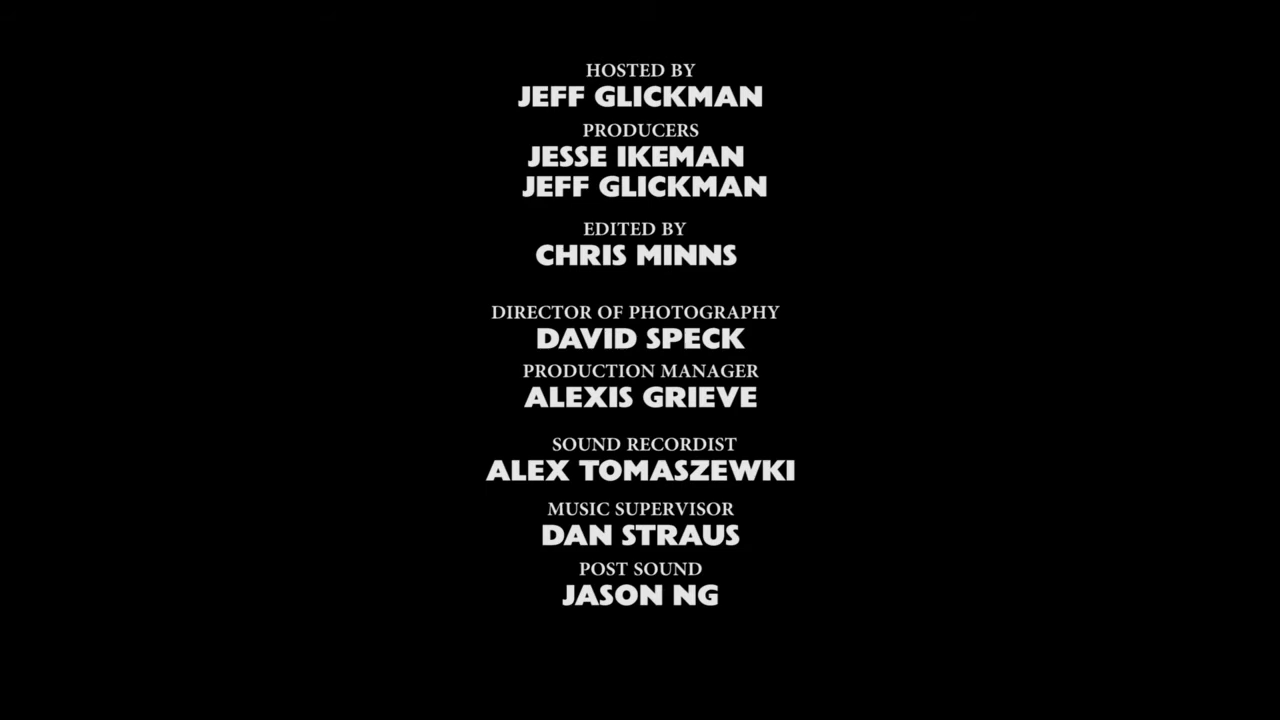 HOSTED BY
JEFF GLICKMAN
PRODUCERS
JESSE IKEMAN
JEFF GLICKMAN
EDITED BY
CHRIS MINNS
DIRECTOR OF PHOTOGRAPHY
DAVID SPECK
PRODUCTION MANAGER
ALEXIS GRIEVE
SOUND RECORDIST
ALEX TOMASZEWKI
MUSIC SUPERVISOR
DAN STRAUS
POST SOUND
JASON NG